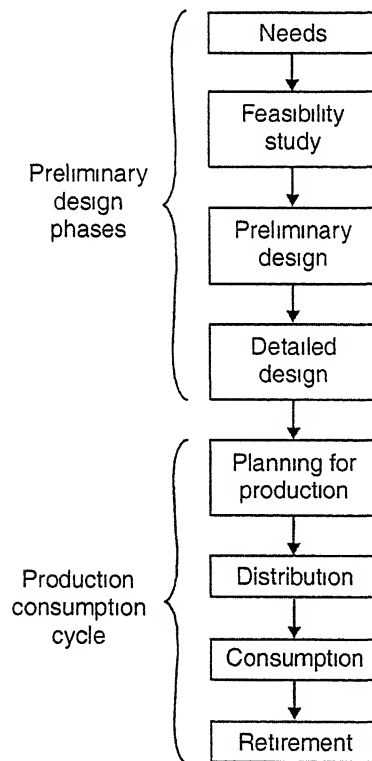 Needs
Feasibility
study
Preliminary
design
phases
Preliminary
design
Detailed
design
Planning for
production
Distribution
Production
consumption
cycle
Consumption
Retirement